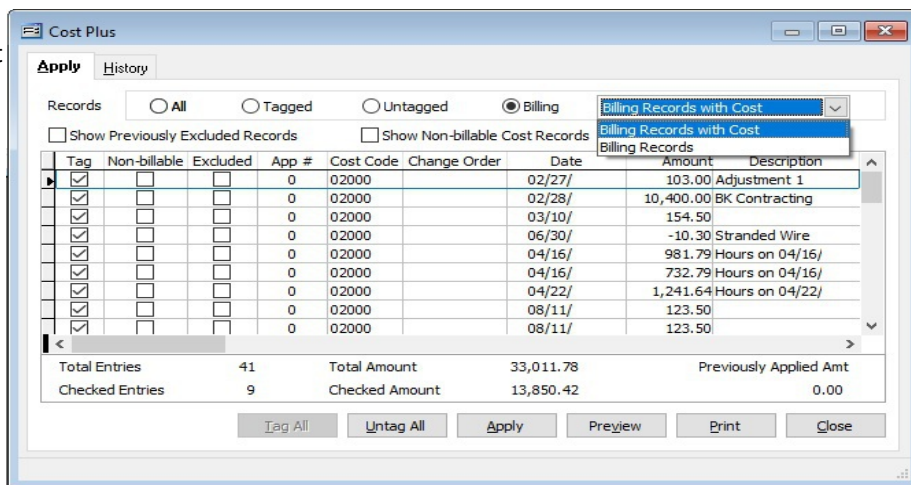 Cost Plus
Apply History
Records All Tagged Untagged Billing Billing Records with Cost
Show Previously Excluded Records Show Non-billable Cost Records Billing Records with Cost
Billing Records
Tag Non-billable Excluded App # Cost Code Change Order Date Amount Description
0 02000 02/27/ 103.00 Adjustment 1
0 02000 02/28/ 10,400.00 BK Contracting
0 02000 03/10/ 154.50
0 02000 06/30/ -10.30 Stranded Wire
0 02000 04/16/ 981.79 Hours on 04/16/
0 02000 04/16/ 732.79 Hours on 04/16/
0 02000 04/22/ 1,241.64 Hours on 04/22/
0 02000 08/11/ 123.50
0 02000 08/11/ 123.50
Total Entries 41 Total Amount 33,011.78 Previously Applied Amt
Checked Entries 9 Checked Amount 13,850.42 0.00
Tag All Untag All Apply Preview Print Close